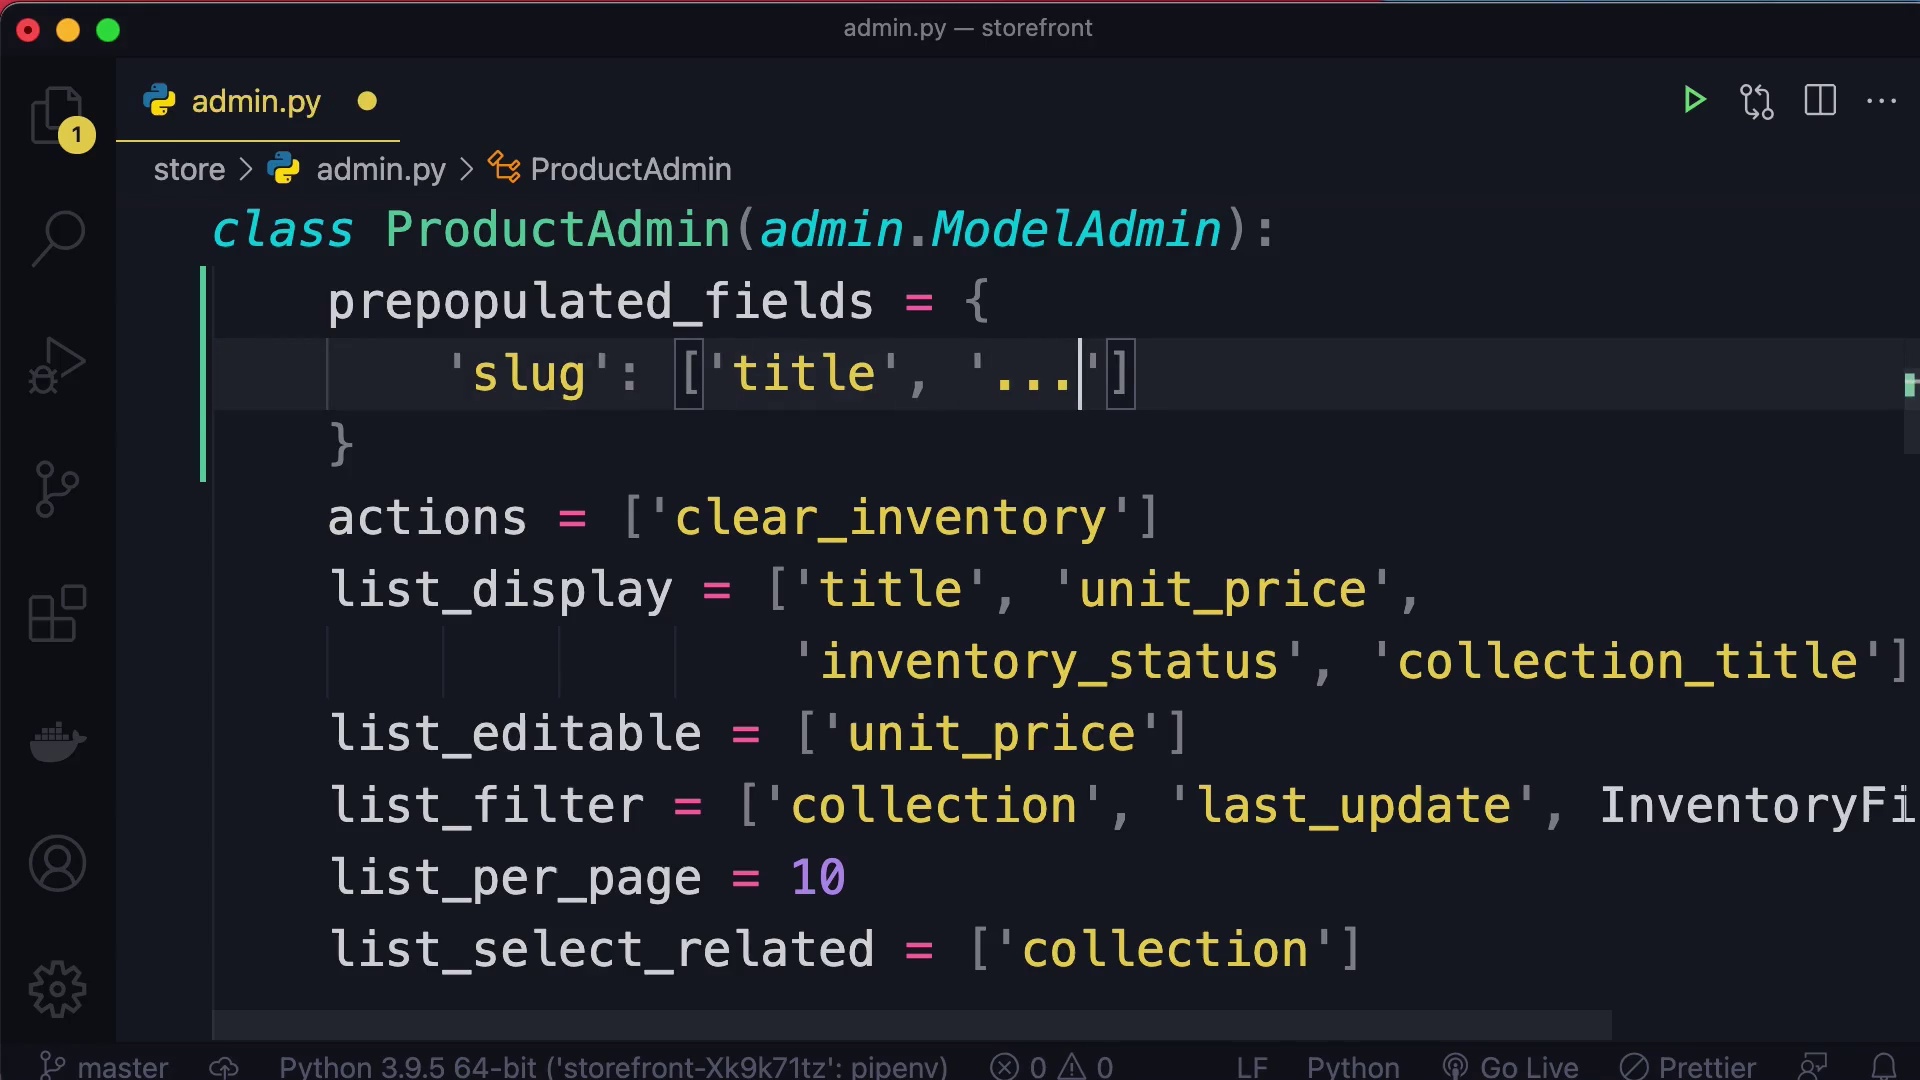 admin.py — storefront
admin.py
1
store > admin.py > ProductAdmin
class ProductAdmin(admin.ModelAdmin):
prepopulated_fields = {
'slug': ['title', '...']
}
actions = ['clear_inventory']
list_display = ['title', 'unit_price',
'inventory_status', 'collection_title']
list_editable = ['unit_price']
list_filter = ['collection', 'last_update', InventoryFi
list_per_page = 10
list_select_related = ['collection']
master Python 3.9.5 64-bit ('storefront-Xk9k71tz': pipenv) 0 0 LF Python Go Live Prettier